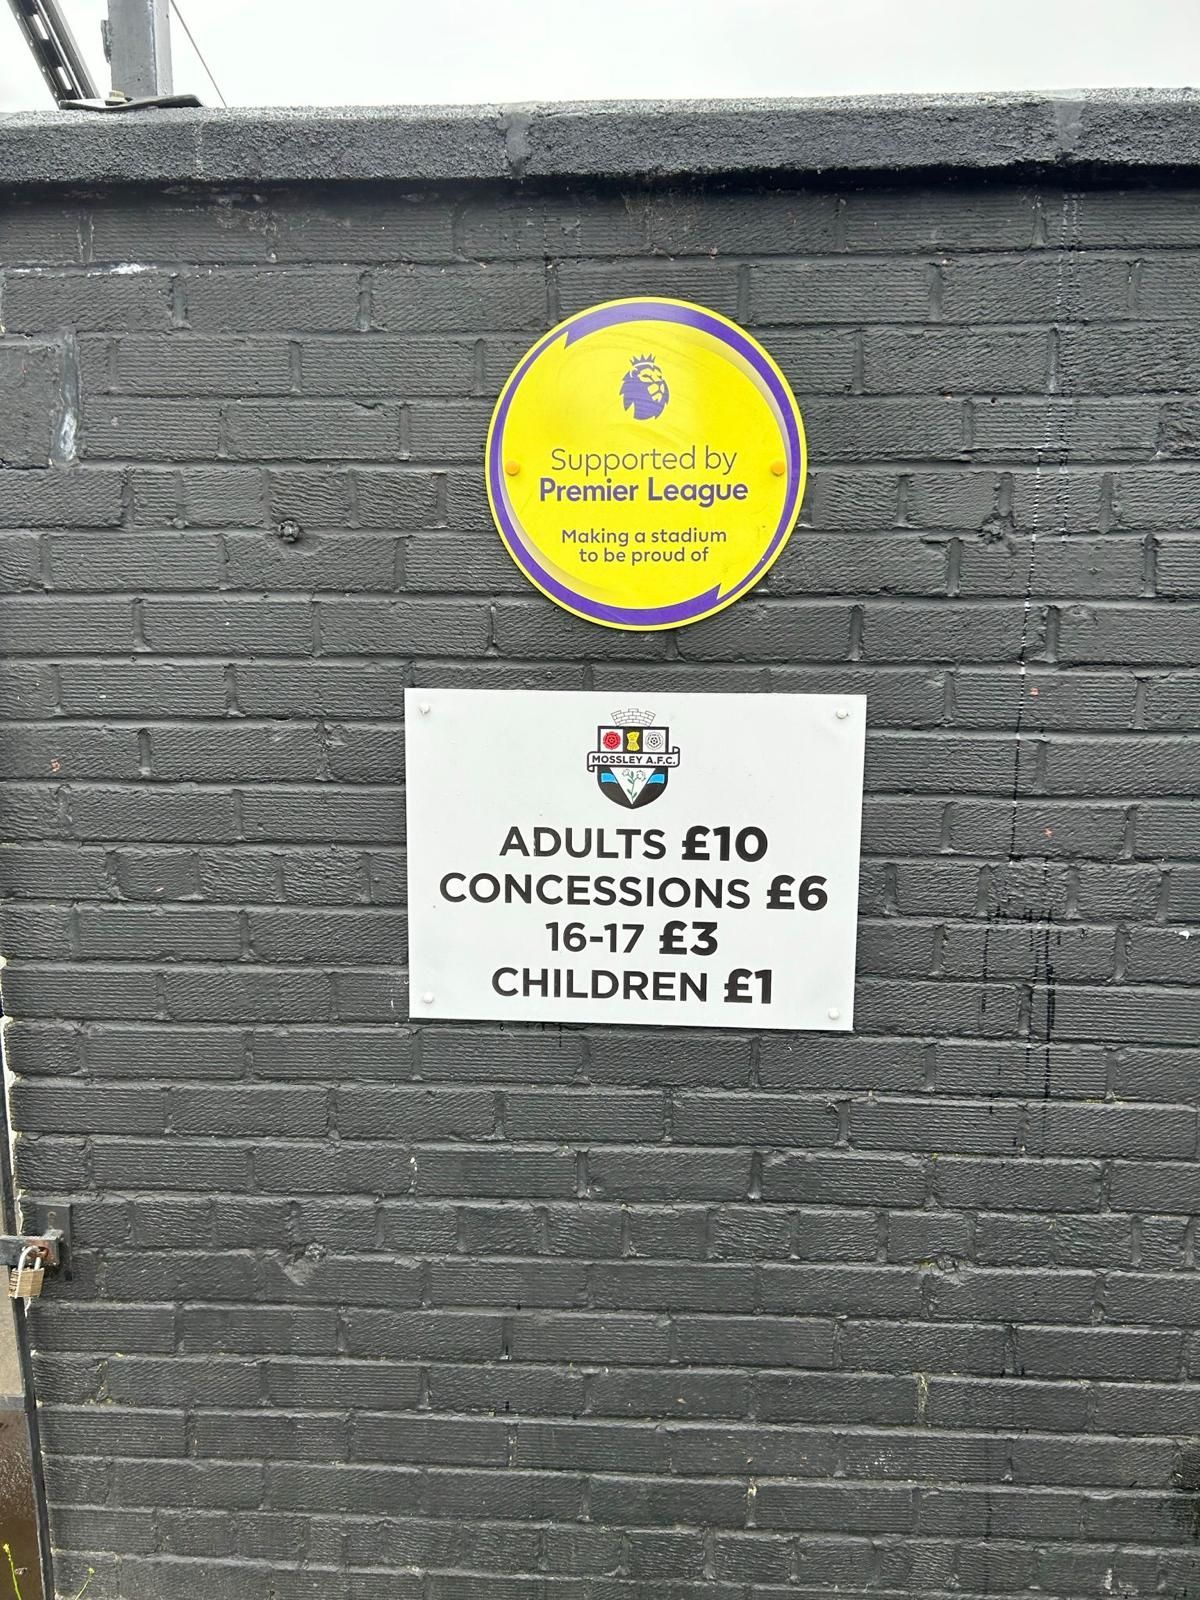 Supported by
Premier League
Making a stadium
to be proud of
MOSSLEY A.F.C.
ADULTS £10
CONCESSIONS £6
16-17 £3
CHILDREN £1